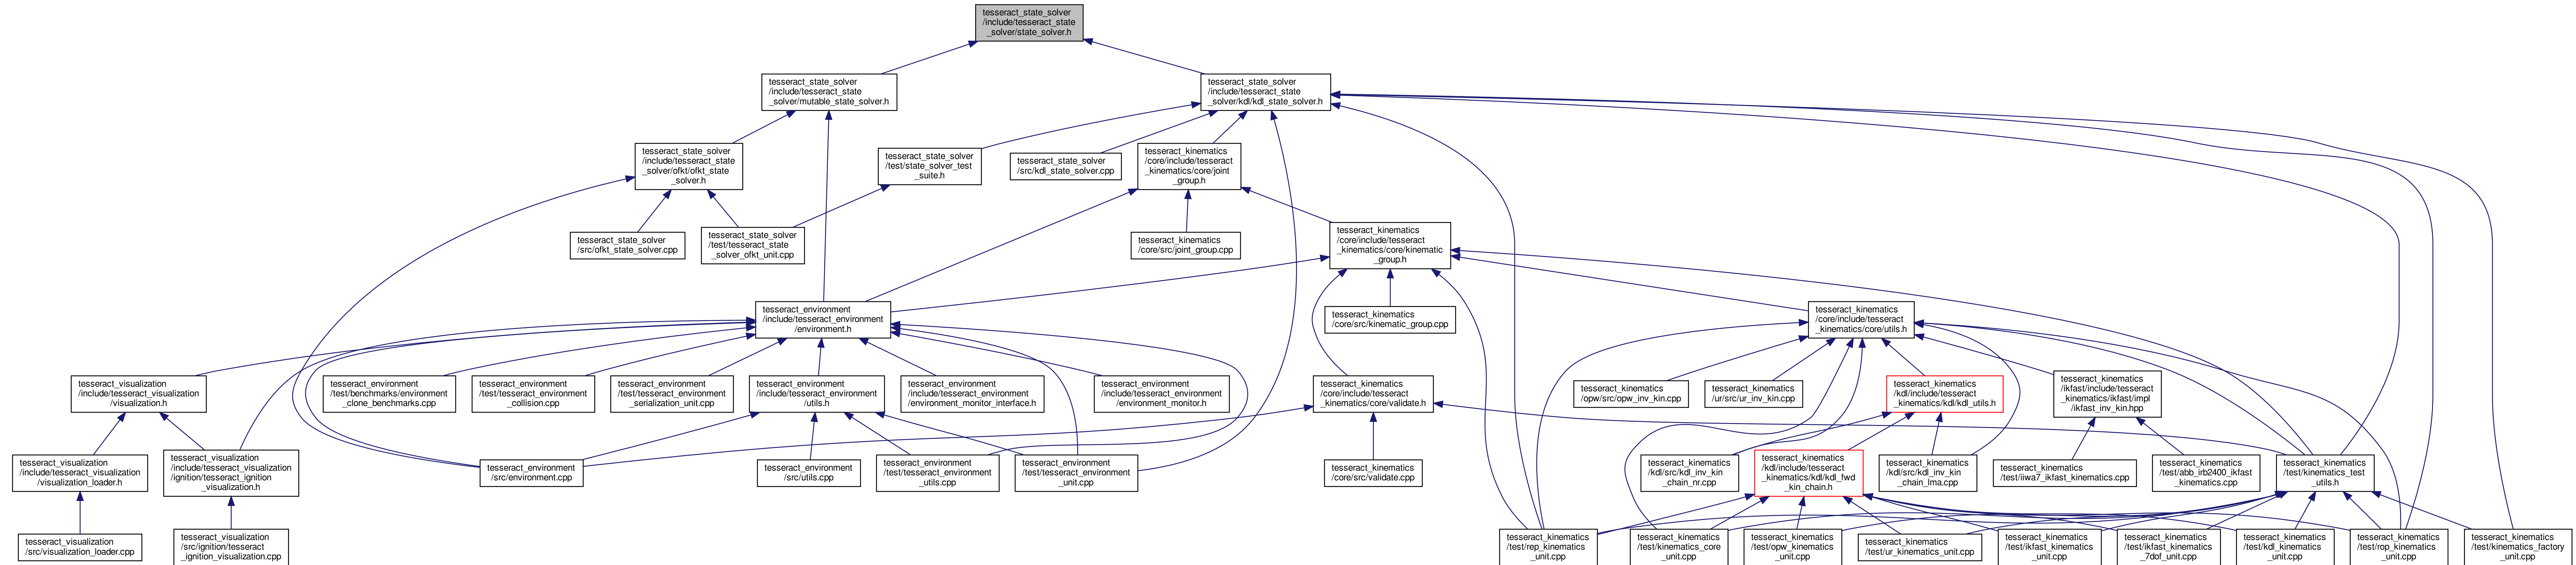 tesseract_state_solver
/include/tesseract_state
_solver/state_solver.h
tesseract_state_solver
/include/tesseract_state
_solver/mutable_state_solver.h
tesseract_state_solver
/include/tesseract_state
_solver/kdl/kdl_state_solver.h
tesseract_state_solver
/include/tesseract_state
_solver/ofkt/ofkt_state
_solver.h
tesseract_state_solver
/test/state_solver_test
_suite.h
tesseract_state_solver
/src/kdl_state_solver.cpp
tesseract_kinematics
/core/include/tesseract
_kinematics/core/joint
_group.h
tesseract_state_solver
/src/ofkt_state_solver.cpp
tesseract_state_solver
/test/tesseract_state
_solver_ofkt_unit.cpp
tesseract_kinematics
/core/src/joint_group.cpp
tesseract_kinematics
/core/include/tesseract
_kinematics/core/kinematic
_group.h
tesseract_environment
/include/tesseract_environment
/environment.h
tesseract_kinematics
/core/src/kinematic_group.cpp
tesseract_kinematics
/core/include/tesseract
_kinematics/core/utils.h
tesseract_visualization
/include/tesseract_visualization
/visualization.h
tesseract_environment
/test/benchmarks/environment
_clone_benchmarks.cpp
tesseract_environment
/test/tesseract_environment
_collision.cpp
tesseract_environment
/test/tesseract_environment
_serialization_unit.cpp
tesseract_environment
/include/tesseract_environment
/utils.h
tesseract_environment
/include/tesseract_environment
/environment_monitor_interface.h
tesseract_environment
/include/tesseract_environment
/environment_monitor.h
tesseract_kinematics
/core/include/tesseract
_kinematics/core/validate.h
tesseract_kinematics
/opw/src/opw_inv_kin.cpp
tesseract_kinematics
/ur/src/ur_inv_kin.cpp
tesseract_kinematics
/kdl/include/tesseract
_kinematics/kdl/kdl_utils.h
tesseract_kinematics
/ikfast/include/tesseract
_kinematics/ikfast/impl
/ikfast_inv_kin.hpp
tesseract_visualization
/include/tesseract_visualization
/visualization_loader.h
tesseract_visualization
/include/tesseract_visualization
/ignition/tesseract_ignition
_visualization.h
tesseract_environment
/src/environment.cpp
tesseract_environment
/src/utils.cpp
tesseract_environment
/test/tesseract_environment
_utils.cpp
tesseract_environment
/test/tesseract_environment
_unit.cpp
tesseract_kinematics
/core/src/validate.cpp
tesseract_kinematics
/kdl/src/kdl_inv_kin
_chain_nr.cpp
tesseract_kinematics
/kdl/include/tesseract
_kinematics/kdl/kdl_fwd
_kin_chain.h
tesseract_kinematics
/kdl/src/kdl_inv_kin
_chain_lma.cpp
tesseract_kinematics
/test/iiwa7_ikfast_kinematics.cpp
tesseract_kinematics
/test/abb_irb2400_ikfast
_kinematics.cpp
tesseract_kinematics
/test/kinematics_test
_utils.h
tesseract_visualization
/src/visualization_loader.cpp
tesseract_visualization
/src/ignition/tesseract
_ignition_visualization.cpp
tesseract_kinematics
/test/rep_kinematics
_unit.cpp
tesseract_kinematics
/test/kinematics_core
_unit.cpp
tesseract_kinematics
/test/opw_kinematics
_unit.cpp
tesseract_kinematics
/test/ur_kinematics_unit.cpp
tesseract_kinematics
/test/ikfast_kinematics
_unit.cpp
tesseract_kinematics
/test/ikfast_kinematics
_7dof_unit.cpp
tesseract_kinematics
/test/kdl_kinematics
_unit.cpp
tesseract_kinematics
/test/rop_kinematics
_unit.cpp
tesseract_kinematics
/test/kinematics_factory
_unit.cpp